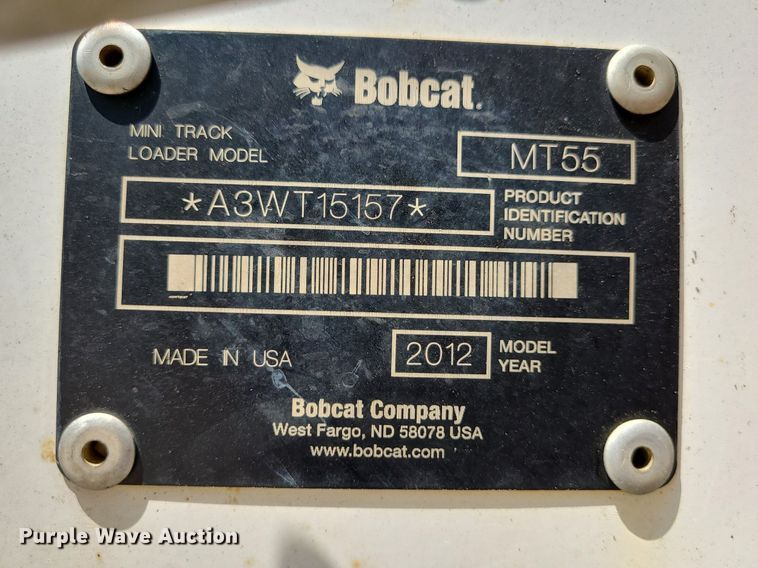 Bobcat.
MINI TRACK
LOADER MODEL
MT55
*A3WT15157*
PRODUCT
IDENTIFICATION
NUMBER
MADE IN USA
2012
MODEL
YEAR
Bobcat Company
West Fargo, ND 58078 USA
www.bobcat.com
Purple Wave Auction